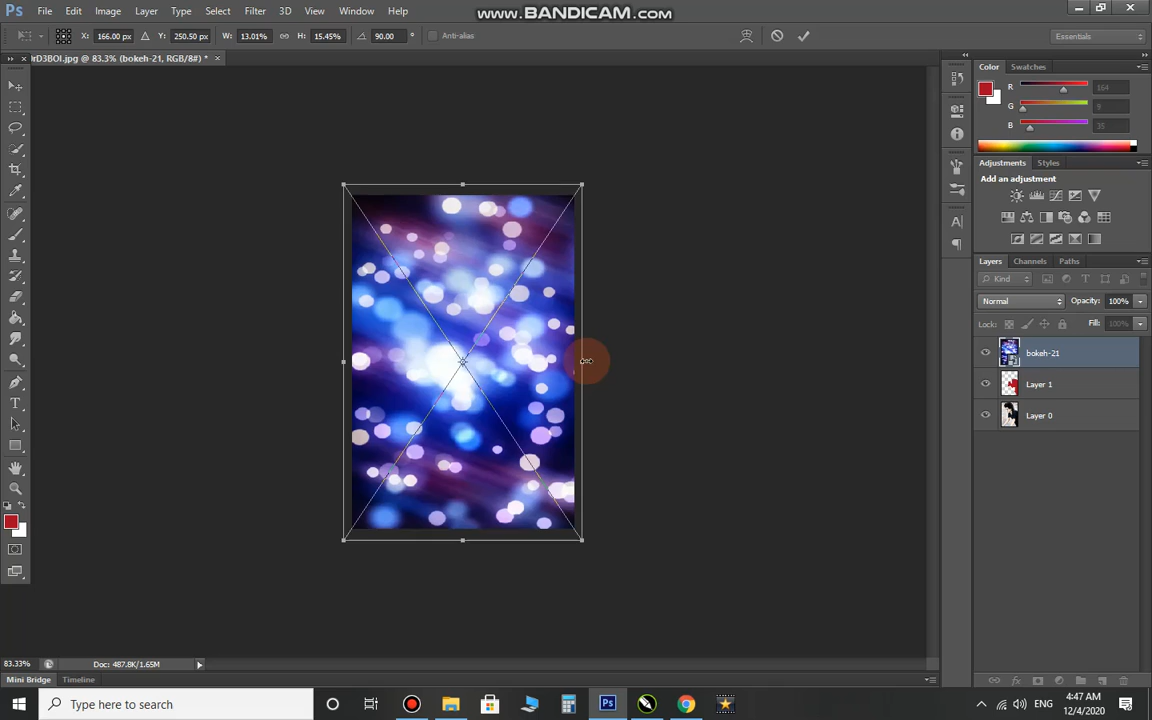 Ps File Edit Image Layer Type Select Filter 3D View Window Help
www.BANDICAM.com
X: 166.00 px Y: 250.50 px W: 13.01% H: 15.45% 90.00 ° Anti-alias
Essentials
rD3BOI.jpg @ 83.3% (bokeh-21, RGB/8#) * ×
Color Swatches
R 164
G 9
B 35
Adjustments Styles
Add an adjustment
Layers Channels Paths
Kind
Normal Opacity: 100%
Lock: Fill: 100%
bokeh-21
Layer 1
Layer 0
83.33% Doc: 487.8K/1.65M
Mini Bridge Timeline
Type here to search
Ps
ENG
4:47 AM
12/4/2020